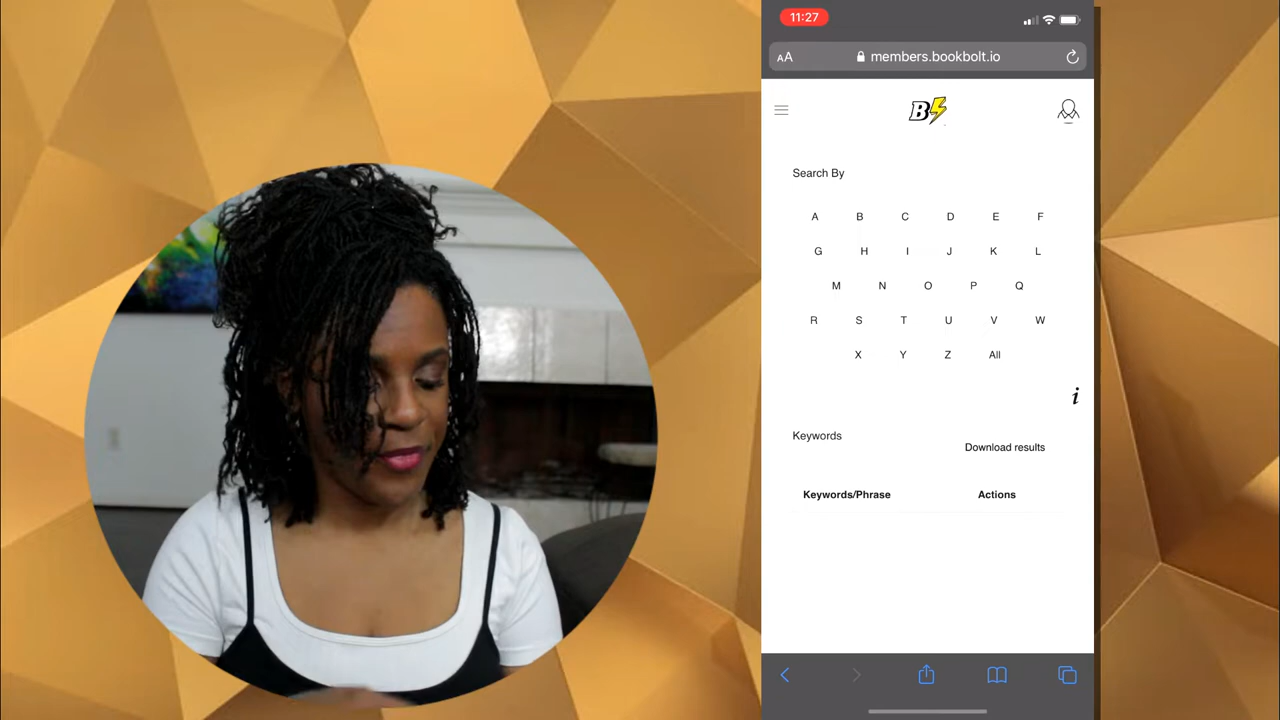 11:27
AA members.bookbolt.io
B
Search By
A B C D E F
G H I J K L
M N O P Q
R S T U V W
X Y Z All
i
Keywords
Download results
Keywords/Phrase Actions